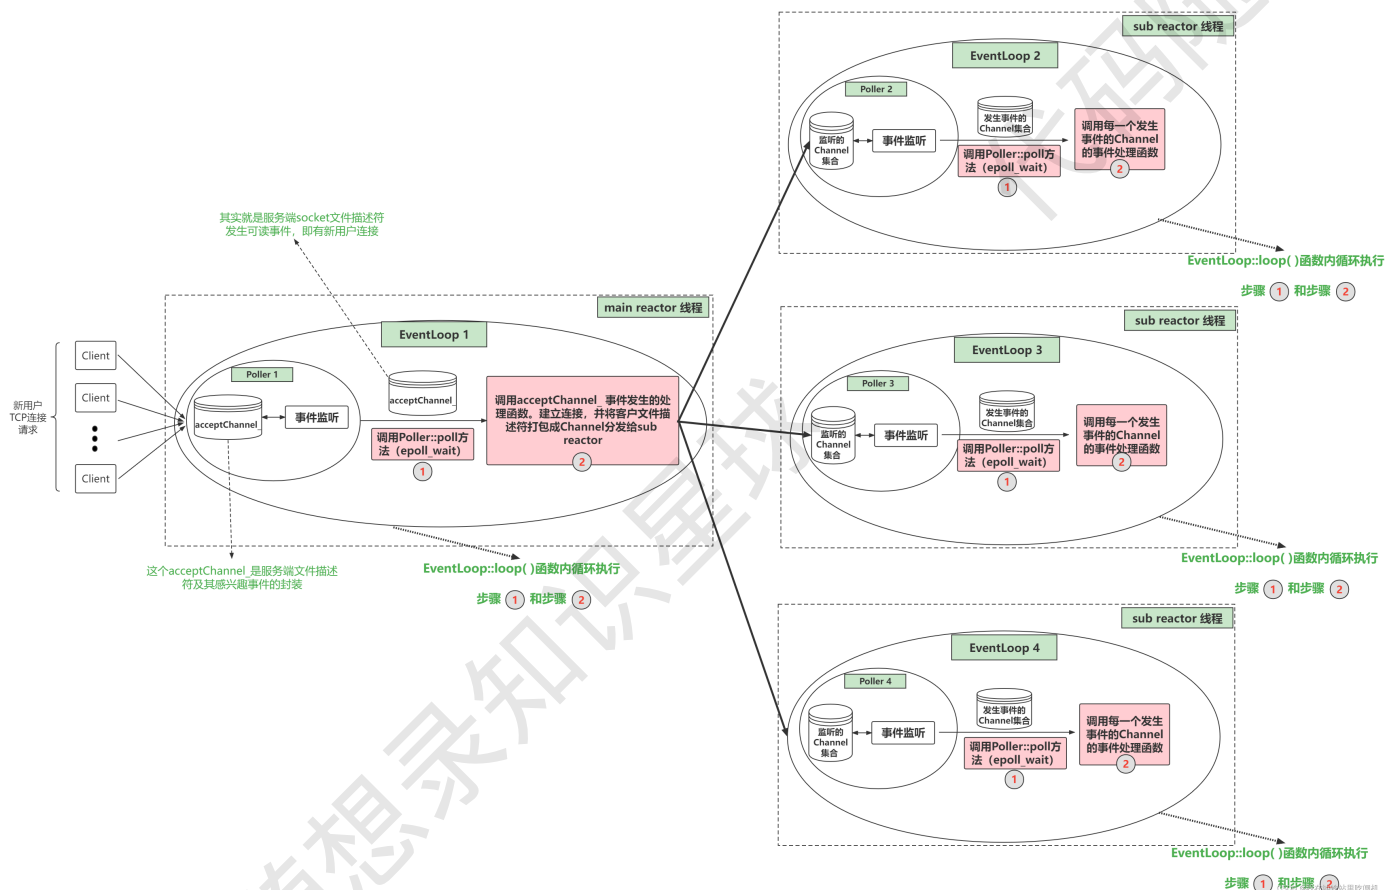 新用户
TCP连接
请求
Client
Client
Client
其实就是服务端socket文件描述符
发生可读事件，即有新用户连接
main reactor 线程
EventLoop 1
Poller 1
acceptChannel_
事件监听
acceptChannel_
调用Poller::poll方
法（epoll_wait）
1
调用acceptChannel_ 事件发生的处
理函数。建立连接，并将客户文件描
述符打包成Channel分发给sub
reactor
2
这个acceptChannel_是服务端文件描述
符及其感兴趣事件的封装
EventLoop::loop( )函数内循环执行
步骤 1 和步骤 2
sub reactor 线程
EventLoop 2
Poller 2
监听的
Channel
集合
事件监听
发生事件的
Channel集合
调用Poller::poll方
法（epoll_wait）
1
调用每一个发生
事件的Channel
的事件处理函数
2
EventLoop::loop( )函数内循环执行
步骤 1 和步骤 2
sub reactor 线程
EventLoop 3
Poller 3
监听的
Channel
集合
事件监听
发生事件的
Channel集合
调用Poller::poll方
法（epoll_wait）
1
调用每一个发生
事件的Channel
的事件处理函数
2
EventLoop::loop( )函数内循环执行
步骤 1 和步骤 2
sub reactor 线程
EventLoop 4
Poller 4
监听的
Channel
集合
事件监听
发生事件的
Channel集合
调用Poller::poll方
法（epoll_wait）
1
调用每一个发生
事件的Channel
的事件处理函数
2
EventLoop::loop( )函数内循环执行
步骤 1 和步骤 2
代码随想录知识星球